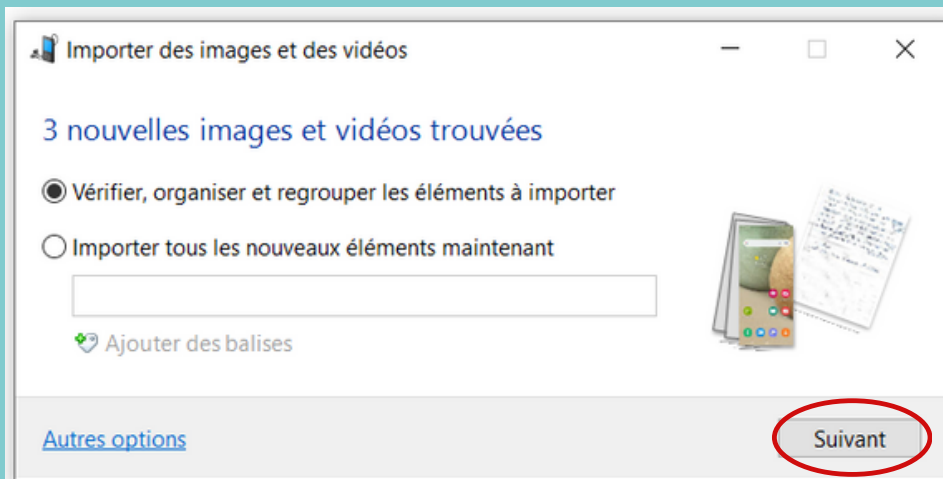 Importer des images et des vidéos
3 nouvelles images et vidéos trouvées
Vérifier, organiser et regrouper les éléments à importer
Importer tous les nouveaux éléments maintenant
Ajouter des balises
Autres options
Suivant